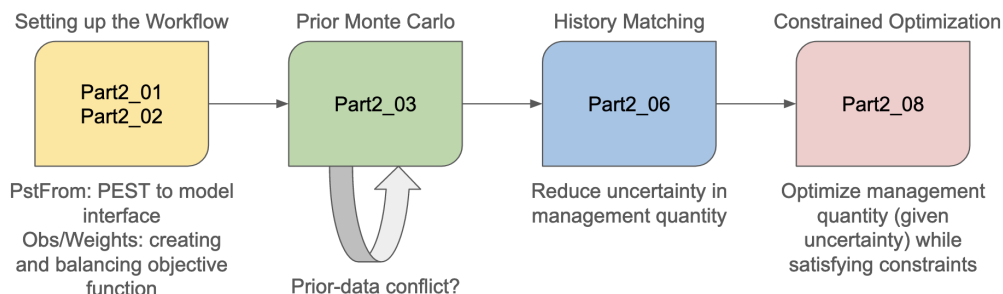 Setting up the Workflow
Part2_01
Part2_02
PstFrom: PEST to model
interface
Obs/Weights: creating
and balancing objective
function
Prior Monte Carlo
Part2_03
Prior-data conflict?
History Matching
Part2_06
Reduce uncertainty in
management quantity
Constrained Optimization
Part2_08
Optimize management
quantity (given
uncertainty) while
satisfying constraints